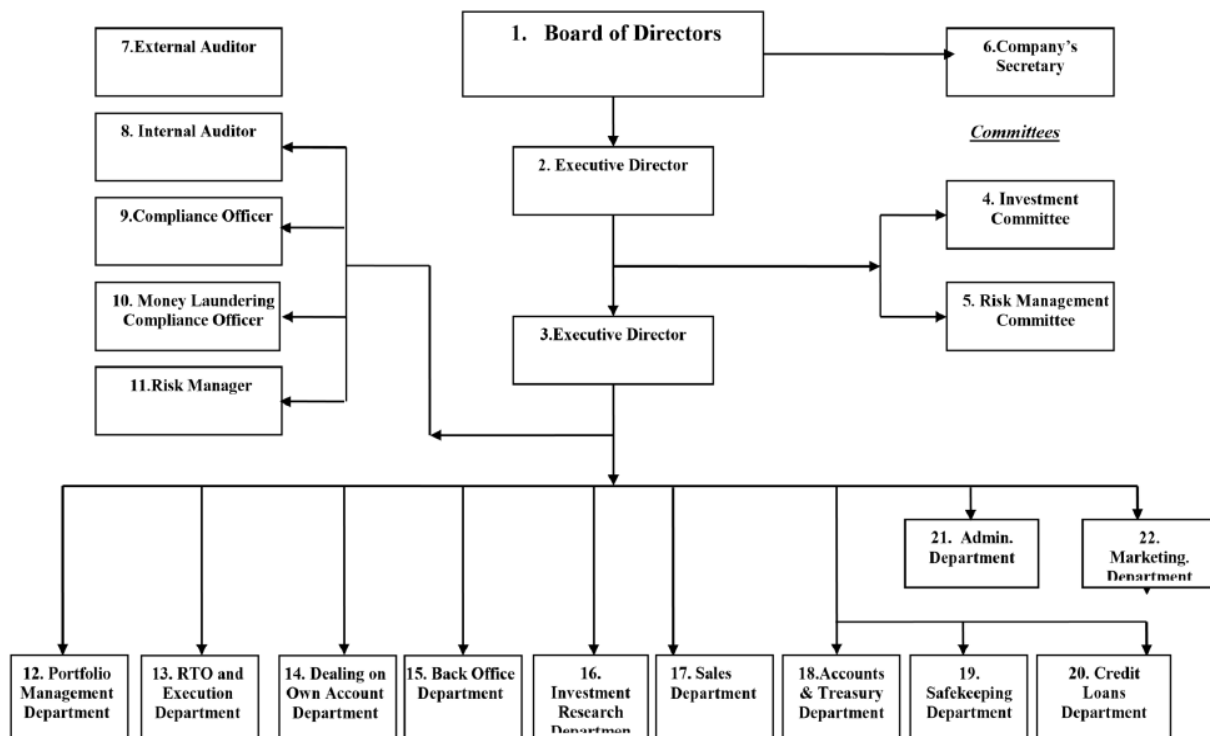 1. Board of Directors
7.External Auditor
6.Company's
Secretary
8. Internal Auditor
Committees
2. Executive Director
9.Compliance Officer
4. Investment
Committee
10. Money Laundering
Compliance Officer
5. Risk Management
Committee
3.Executive Director
11.Risk Manager
21. Admin.
Department
22.
Marketing.
Department
12. Portfolio
Management
Department
13. RTO and
Execution
Department
14. Dealing on
Own Account
Department
15. Back Office
Department
16.
Investment
Research
Departmen
17. Sales
Department
18.Accounts
& Treasury
Department
19.
Safekeeping
Department
20. Credit
Loans
Department